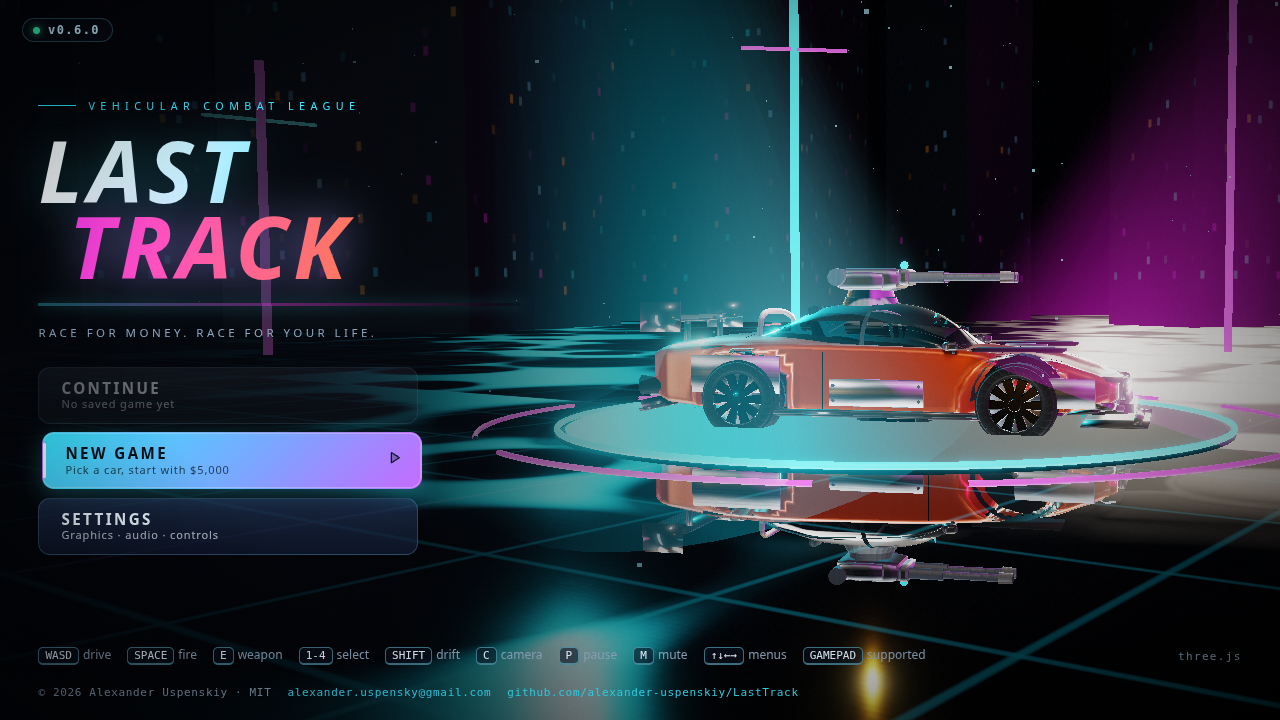 v0.6.0
VEHICULAR COMBAT LEAGUE
LAST
TRACK
RACE FOR MONEY. RACE FOR YOUR LIFE.
CONTINUE
No saved game yet
NEW GAME
Pick a car, start with $5,000
SETTINGS
Graphics · audio · controls
WASD drive SPACE fire E weapon 1-4 select SHIFT drift C camera P pause M mute ↑↓←→ menus GAMEPAD supported
three.js
© 2026 Alexander Uspenskiy · MIT alexander.uspensky@gmail.com github.com/alexander-uspenskiy/LastTrack